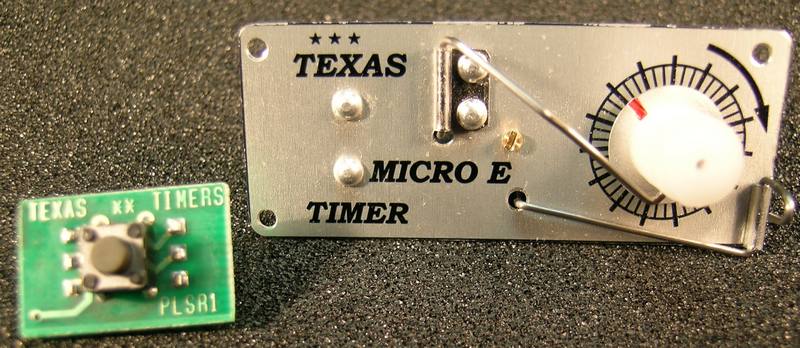 TEXAS ** TIMERS
PLSR1
*** 
TEXAS
MICRO E
TIMER